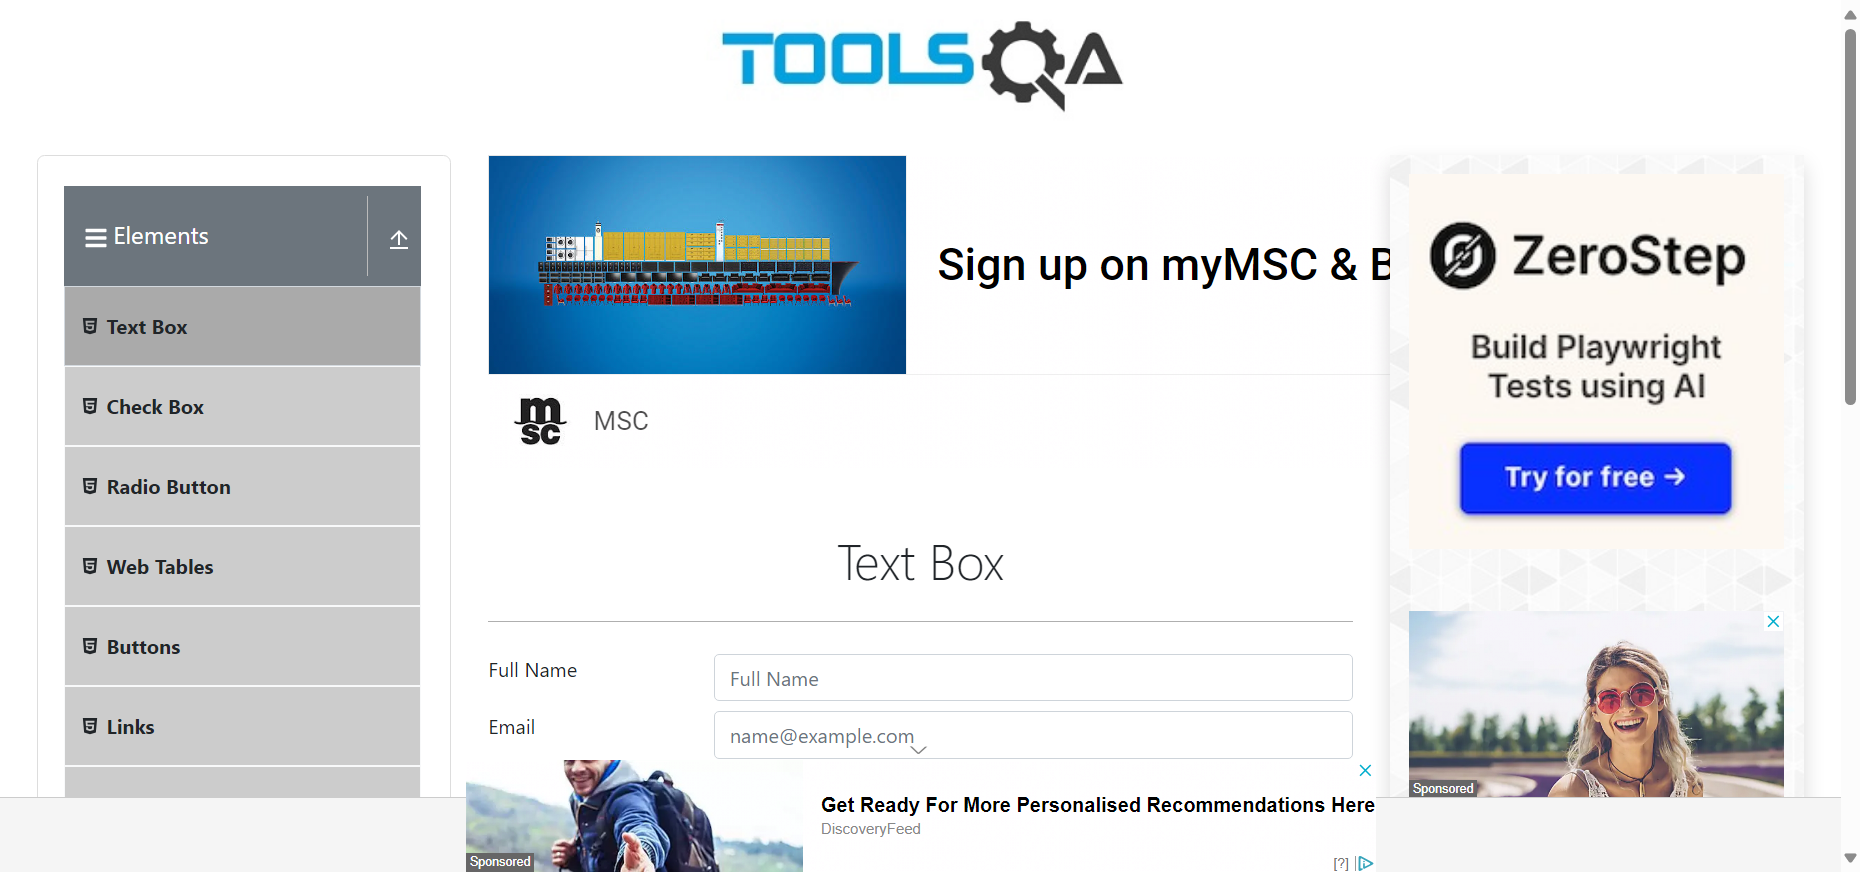 TOOLSQA
Elements
Text Box
Check Box
Radio Button
Web Tables
Buttons
Links
Sign up on myMSC & B
msc
MSC
Text Box
Full Name
Full Name
Email
name@example.com
ZeroStep
Build Playwright
Tests using AI
Try for free →
Sponsored
Sponsored
Get Ready For More Personalised Recommendations Here
DiscoveryFeed
[?]